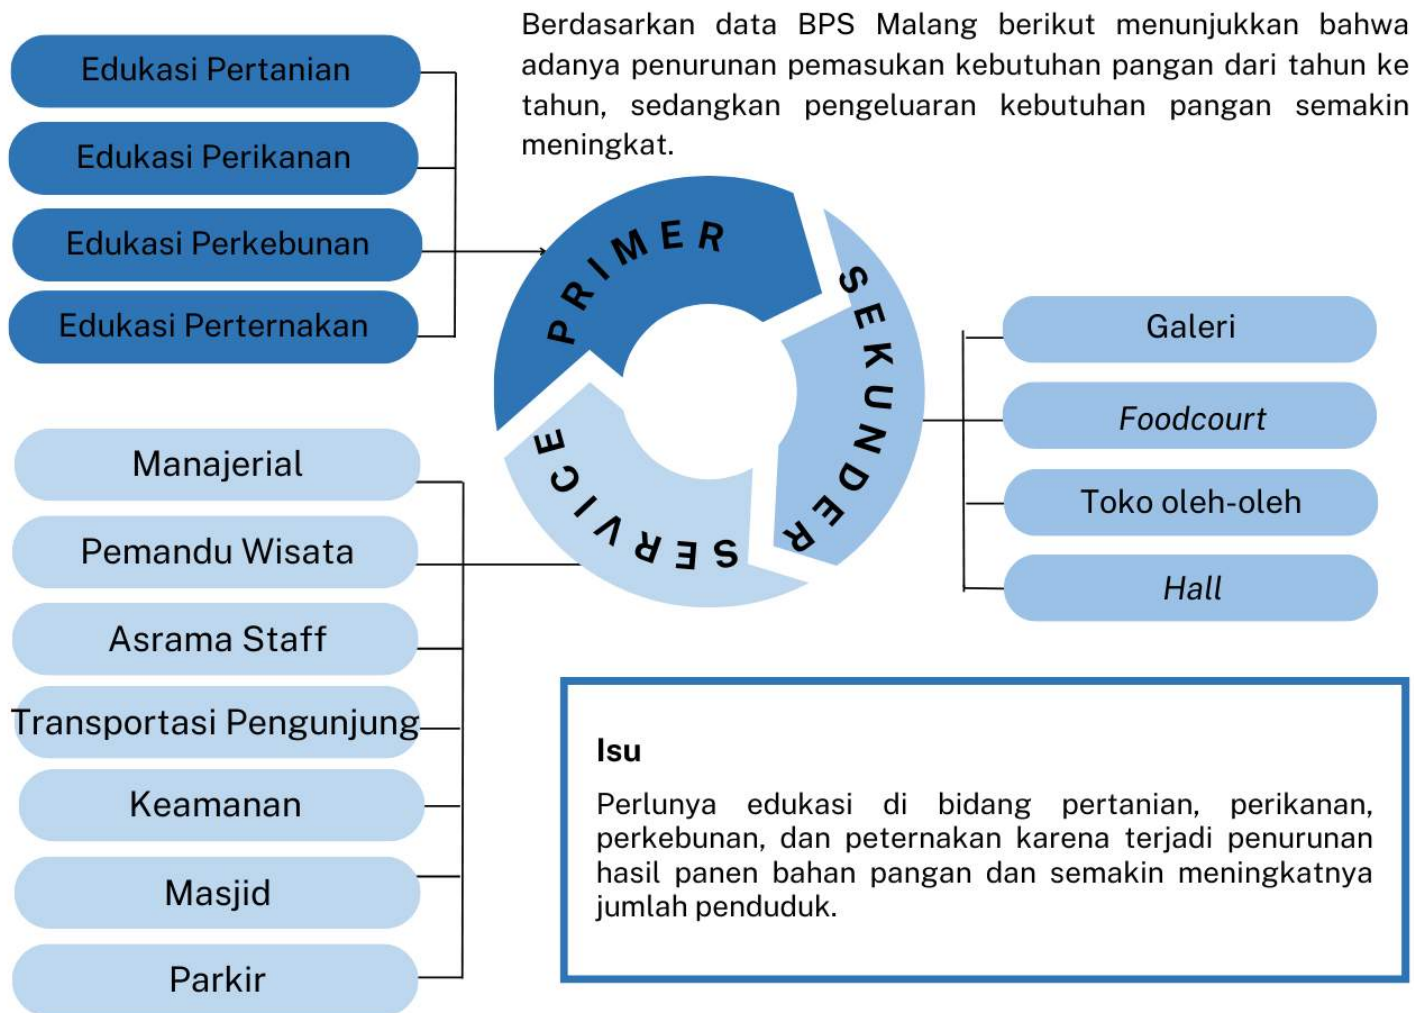 Berdasarkan data BPS Malang berikut menunjukkan bahwa
adanya penurunan pemasukan kebutuhan pangan dari tahun ke
tahun, sedangkan pengeluaran kebutuhan pangan semakin
meningkat.
Edukasi Pertanian
Edukasi Perikanan
Edukasi Perkebunan
Edukasi Perternakan
PRIMER
SEKUNDER
SERVICE
Galeri
Foodcourt
Toko oleh-oleh
Hall
Manajerial
Pemandu Wisata
Asrama Staff
Transportasi Pengunjung
Keamanan
Masjid
Parkir
Isu
Perlunya edukasi di bidang pertanian, perikanan,
perkebunan, dan peternakan karena terjadi penurunan
hasil panen bahan pangan dan semakin meningkatnya
jumlah penduduk.